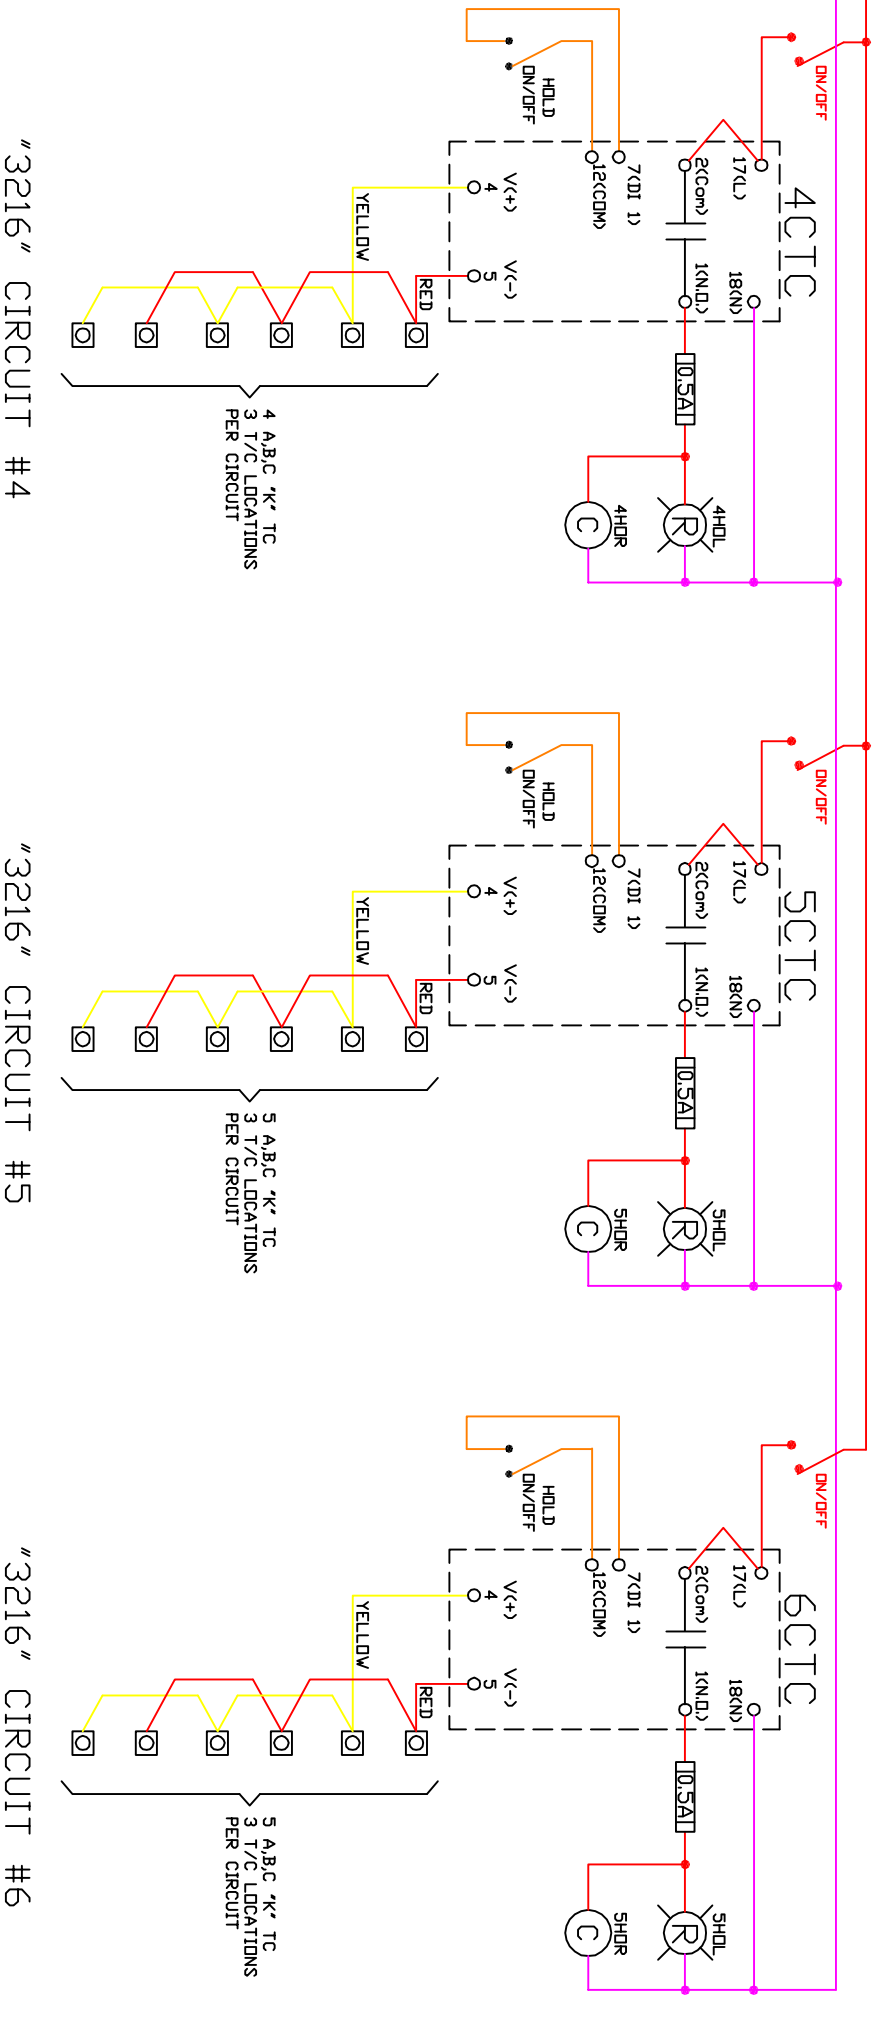 ON/OFF
HOLD
ON/OFF
4CTC
17(L)
2(Com)
7(DI 1)
12(COM)
V(+)
4
18(N)
1(N.O.)
V(-)
5
YELLOW
RED
0.5A
4HOL
R
4HOR
C
4 A,B,C "K" TC
3 T/C LOCATIONS
PER CIRCUIT
"3216" CIRCUIT #4
ON/OFF
HOLD
ON/OFF
5CTC
17(L)
2(Com)
7(DI 1)
12(COM)
V(+)
4
18(N)
1(N.O.)
V(-)
5
YELLOW
RED
0.5A
5HOL
R
5HOR
C
5 A,B,C "K" TC
3 T/C LOCATIONS
PER CIRCUIT
"3216" CIRCUIT #5
ON/OFF
HOLD
ON/OFF
6CTC
17(L)
2(Com)
7(DI 1)
12(COM)
V(+)
4
18(N)
1(N.O.)
V(-)
5
YELLOW
RED
0.5A
5HOL
R
5HOR
C
5 A,B,C "K" TC
3 T/C LOCATIONS
PER CIRCUIT
"3216" CIRCUIT #6